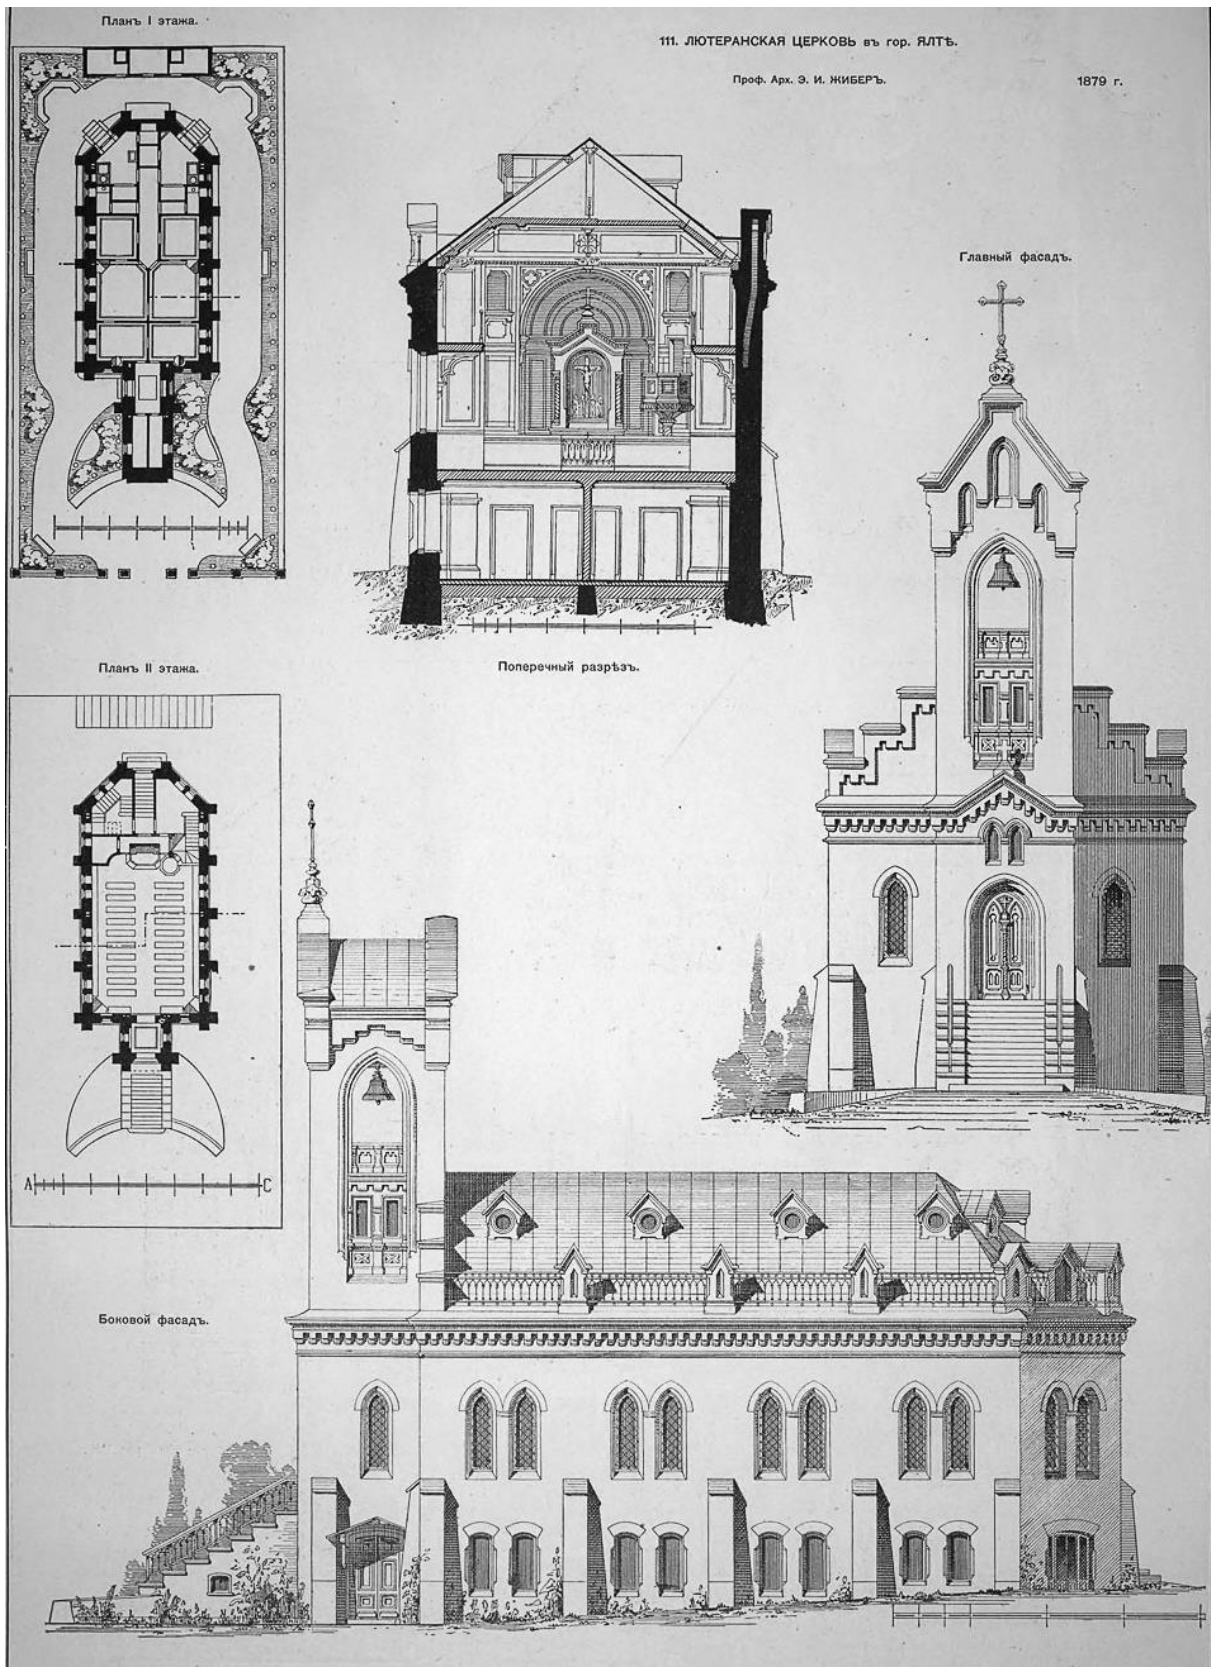 Планъ I этажа.
111. ЛЮТЕРАНСКАЯ ЦЕРКОВЬ въ гор. ЯЛТѢ.
Проф. Арх. Э. И. ЖИБЕРЪ.
1879 г.
Главный фасадъ.
Планъ II этажа.
Поперечный разрѣзъ.
A
C
Боковой фасадъ.